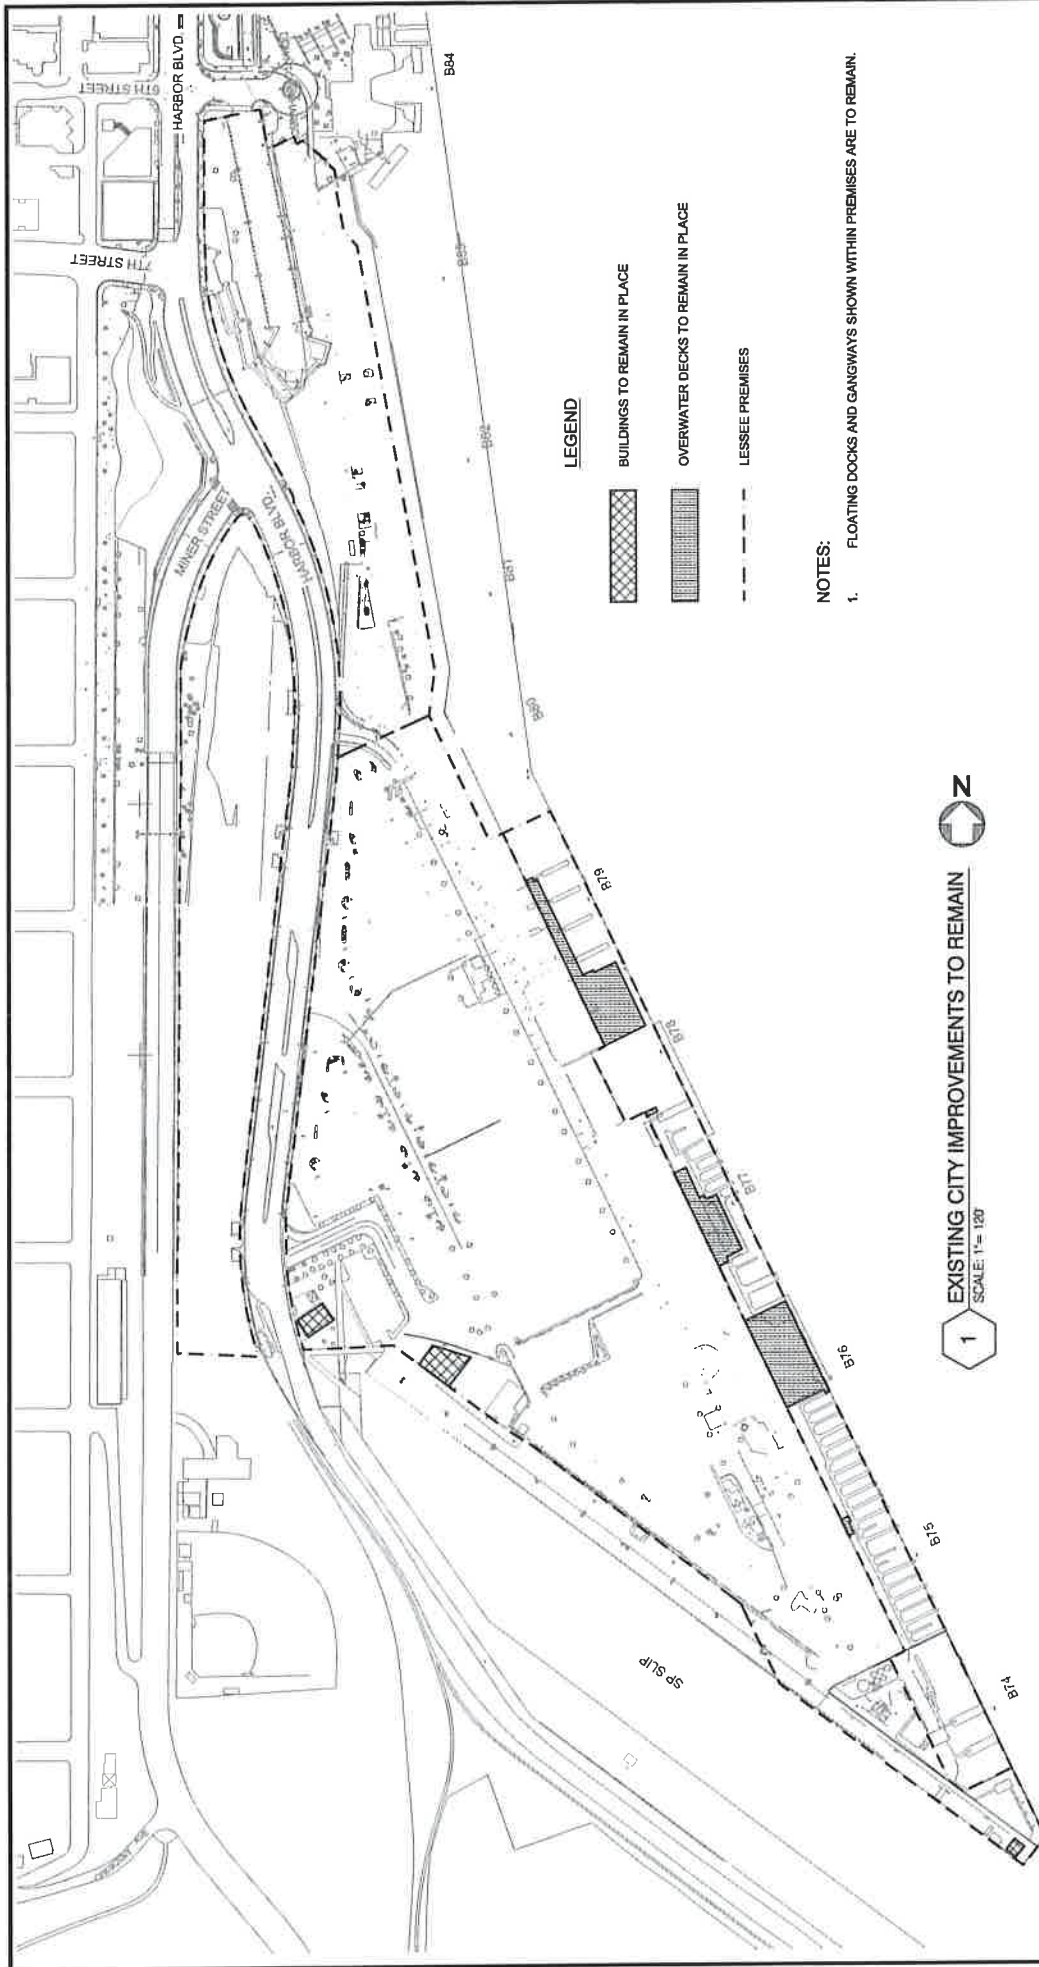 6TH STREET
HARBOR BLVD.
7TH STREET
MINER STREET
HARBOR BLVD.
B84
B83
B82
B81
B80
B79
B78
B77
B76
B75
B74
SP SLIP
LEGEND
BUILDINGS TO REMAIN IN PLACE
OVERWATER DECKS TO REMAIN IN PLACE
LESSEE PREMISES
NOTES:
1. FLOATING DOCKS AND GANGWAYS SHOWN WITHIN PREMISES ARE TO REMAIN.
1
EXISTING CITY IMPROVEMENTS TO REMAIN
SCALE: 1"= 120'
N